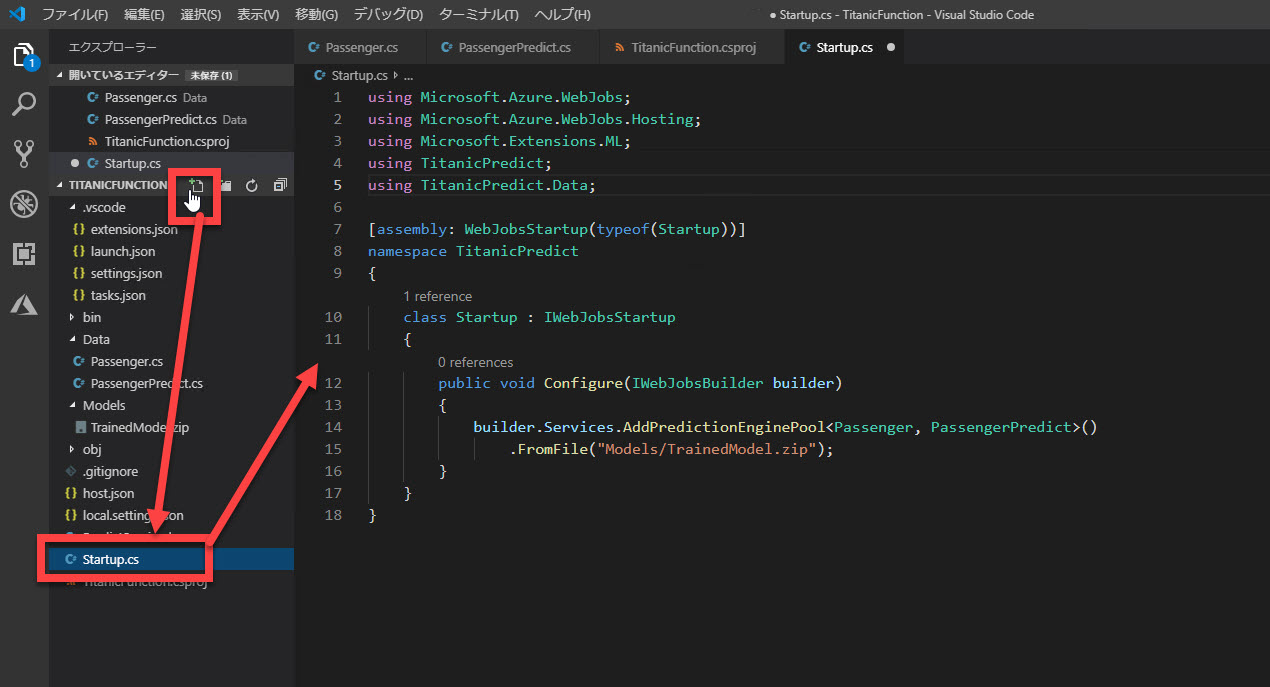 ファイル(F) 編集(E) 選択(S) 表示(V) 移動(G) デバッグ(D) ターミナル(T) ヘルプ(H) ● Startup.cs - TitanicFunction - Visual Studio Code
エクスプローラー
1
開いているエディター 未保存 (1)
Passenger.cs Data
PassengerPredict.cs Data
TitanicFunction.csproj
Startup.cs
TITANICFUNCTION
.vscode
extensions.json
launch.json
settings.json
tasks.json
bin
Data
Passenger.cs
PassengerPredict.cs
Models
TrainedModel.zip
obj
.gitignore
host.json
local.settings.json
Startup.cs
TitanicFunction.csproj
Passenger.cs PassengerPredict.cs TitanicFunction.csproj Startup.cs ●
Startup.cs ...
1 using Microsoft.Azure.WebJobs;
2 using Microsoft.Azure.WebJobs.Hosting;
3 using Microsoft.Extensions.ML;
4 using TitanicPredict;
5 using TitanicPredict.Data;
6
7 [assembly: WebJobsStartup(typeof(Startup))]
8 namespace TitanicPredict
9 {
1 reference
10 class Startup : IWebJobsStartup
11 {
0 references
12 public void Configure(IWebJobsBuilder builder)
13 {
14 builder.Services.AddPredictionEnginePool<Passenger, PassengerPredict>()
15 .FromFile("Models/TrainedModel.zip");
16 }
17 }
18 }